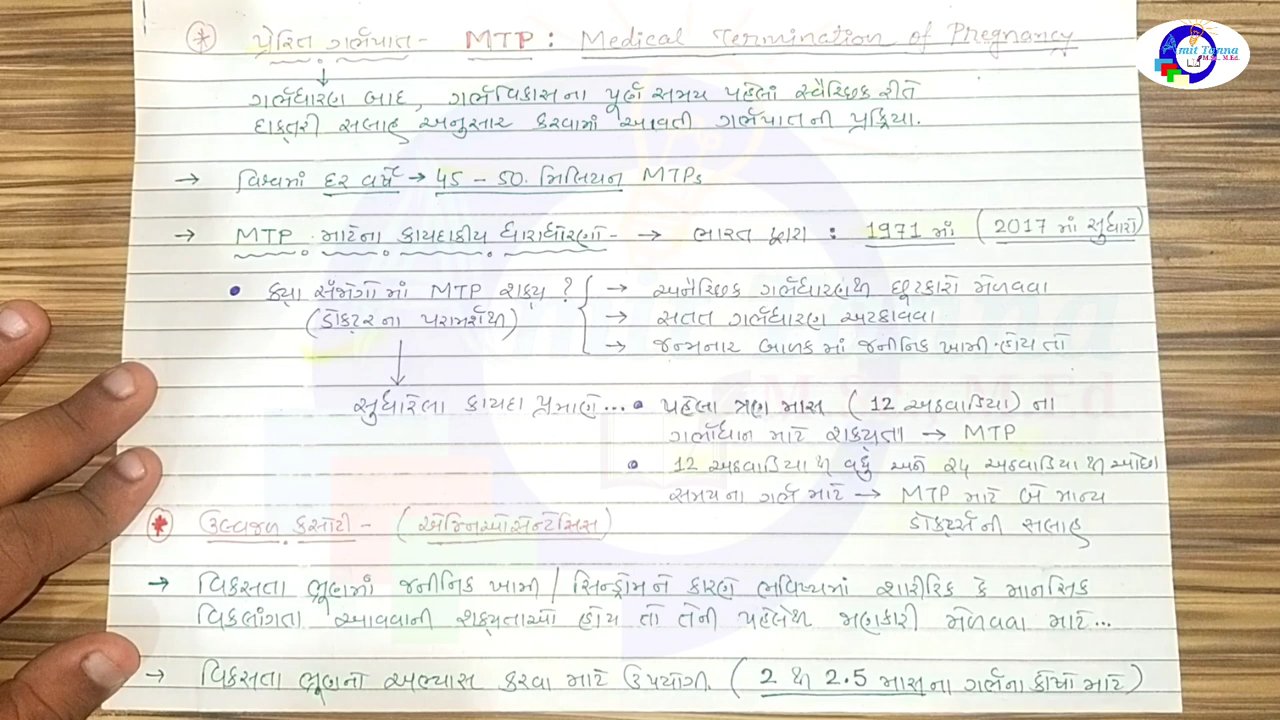 * પ્રેરિત ગર્ભપાત - MTP : Medical Termination of Pregnancy
ગર્ભધારણ બાદ, ગર્ભવિકાસના પૂર્ણ સમય પહેલાં સ્વૈચ્છિક રીતે
દાક્તરી સલાહ અનુસાર કરવામાં આવતી ગર્ભપાતની પ્રક્રિયા.
→ વિશ્વમાં દર વર્ષે → 45 - 50 મિલિયન MTPs
→ MTP માટેના કાયદાકીય ધારાધોરણો - → ભારત દ્વારા : 1971 માં (2017 માં સુધારો)
• ક્યા સંજોગોમાં MTP શક્ય ? → અનૈચ્છિક ગર્ભધારણથી છૂટકારો મેળવવા
(ડોક્ટરના પરામર્શથી) → સતત ગર્ભધારણ અટકાવવા
→ જન્મનાર બાળકમાં જનીનિક ખામી હોય તો
સુધારેલા કાયદા પ્રમાણે... • પહેલા ત્રણ માસ (12 અઠવાડિયા) ના
ગર્ભાધાન માટે શક્યતા → MTP
• 12 અઠવાડિયાથી વધુ અને 24 અઠવાડિયાથી ઓછા
સમયના ગર્ભ માટે → MTP માટે બે માન્ય
ડોક્ટર્સની સલાહ
* ઉલ્વજળ કસોટી - (એમ્નિઓસેન્ટેસિસ)
→ વિકસતા ભ્રૂણમાં જનીનિક ખામી / સિન્ડ્રોમને કારણે ભવિષ્યમાં શારીરિક કે માનસિક
વિકલાંગતા આવવાની શક્યતાઓ હોય તો તેની પહેલેથી જાણકારી મેળવવા માટે...
→ વિકસતા ભ્રૂણનો અભ્યાસ કરવા માટે ઉપયોગી. (2 થી 2.5 માસના ગર્ભના કોષો માટે)
Amit Tanna
M.Sc., M.Ed.